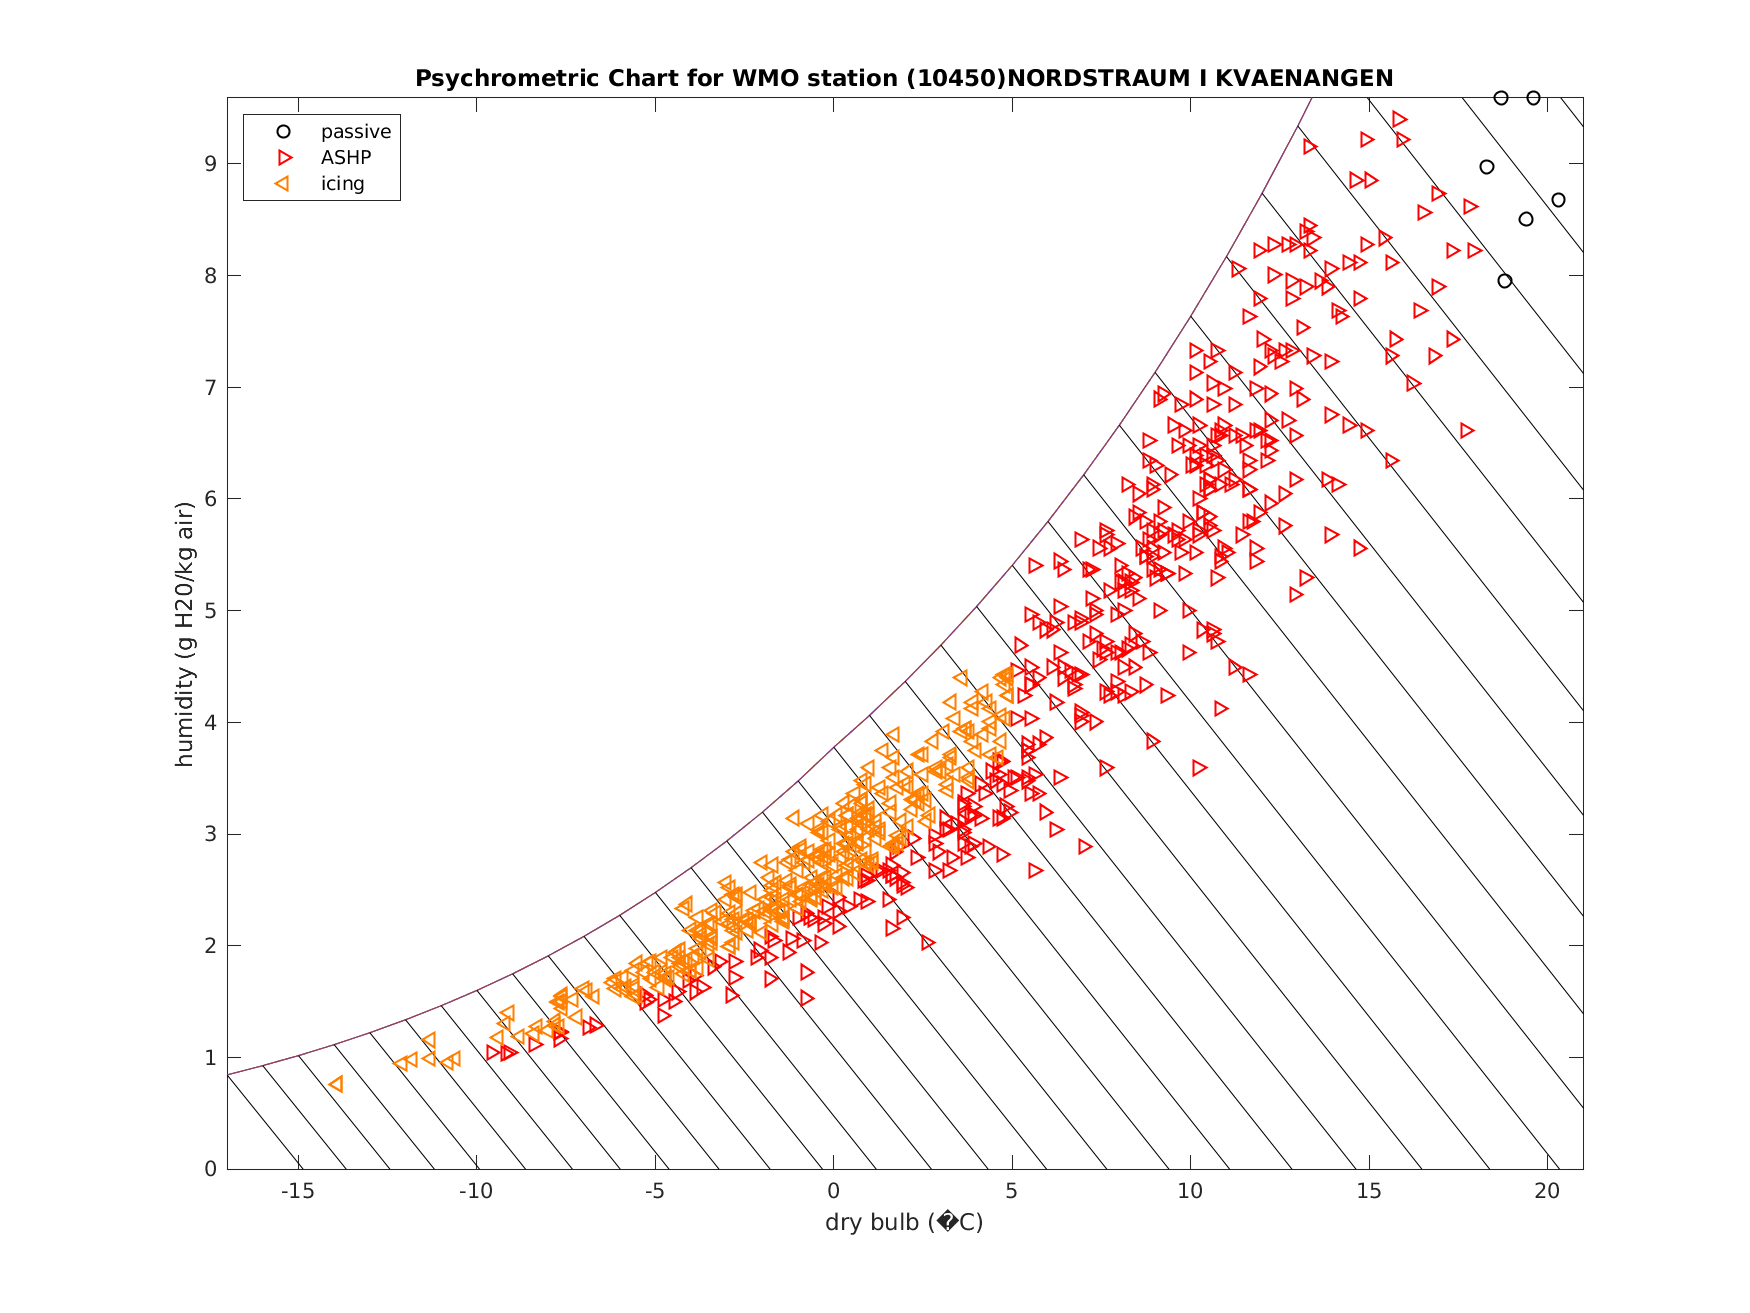 Psychrometric Chart for WMO station (10450)NORDSTRAUM I KVAENANGEN
passive
ASHP
icing
humidity (g H20/kg air)
9
8
7
6
5
4
3
2
1
0
-15 -10 -5 0 5 10 15 20
dry bulb (�C)